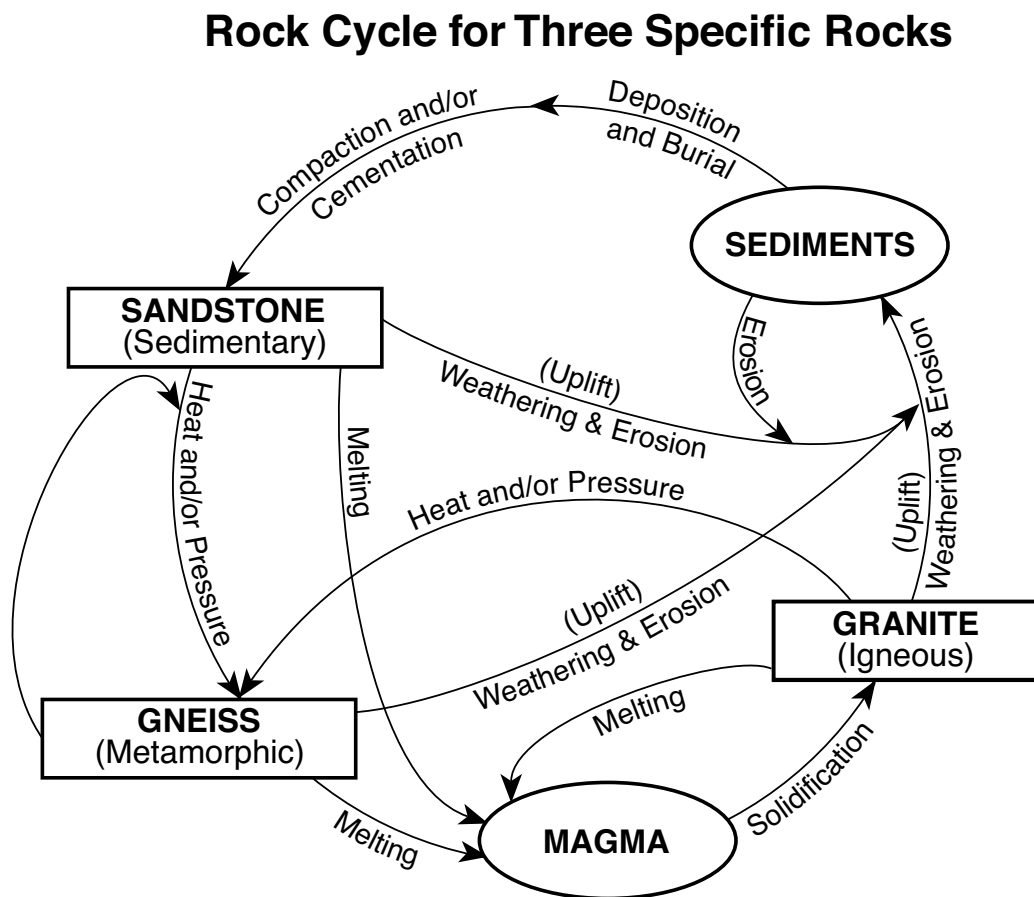 Rock Cycle for Three Specific Rocks
Compaction and/or
Cementation
Deposition
and Burial
SEDIMENTS
SANDSTONE
(Sedimentary)
Erosion
(Uplift)
Weathering & Erosion
(Uplift)
Weathering & Erosion
Heat and/or Pressure
Melting
Heat and/or Pressure
(Uplift)
Weathering & Erosion
GRANITE
(Igneous)
GNEISS
(Metamorphic)
Melting
Melting
Solidification
MAGMA